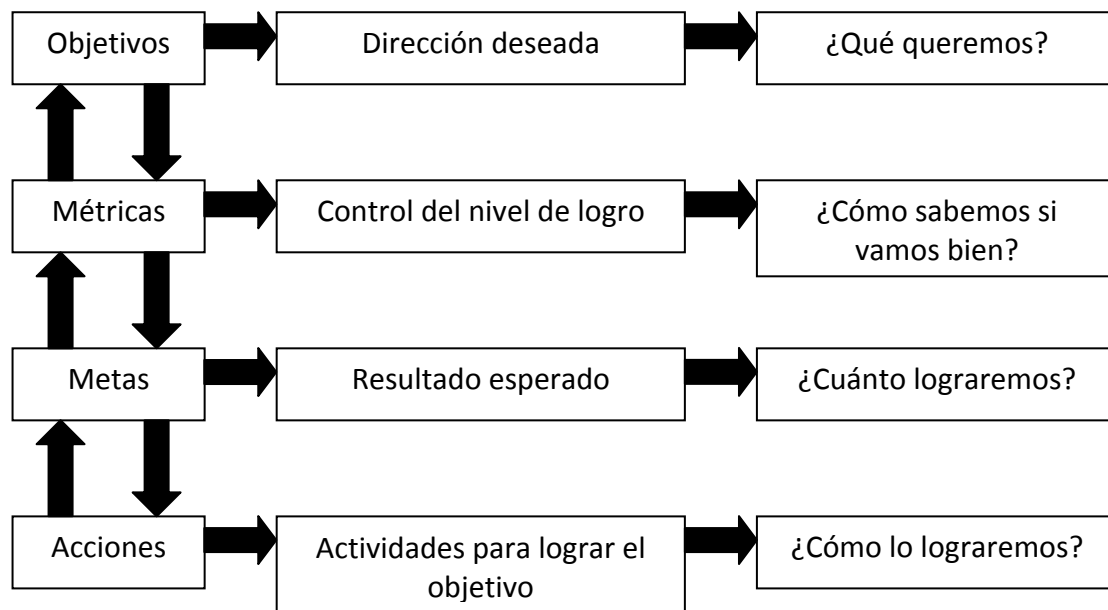 Objetivos
Dirección deseada
¿Qué queremos?
Métricas
Control del nivel de logro
¿Cómo sabemos si
vamos bien?
Metas
Resultado esperado
¿Cuánto lograremos?
Acciones
Actividades para lograr el
objetivo
¿Cómo lo lograremos?